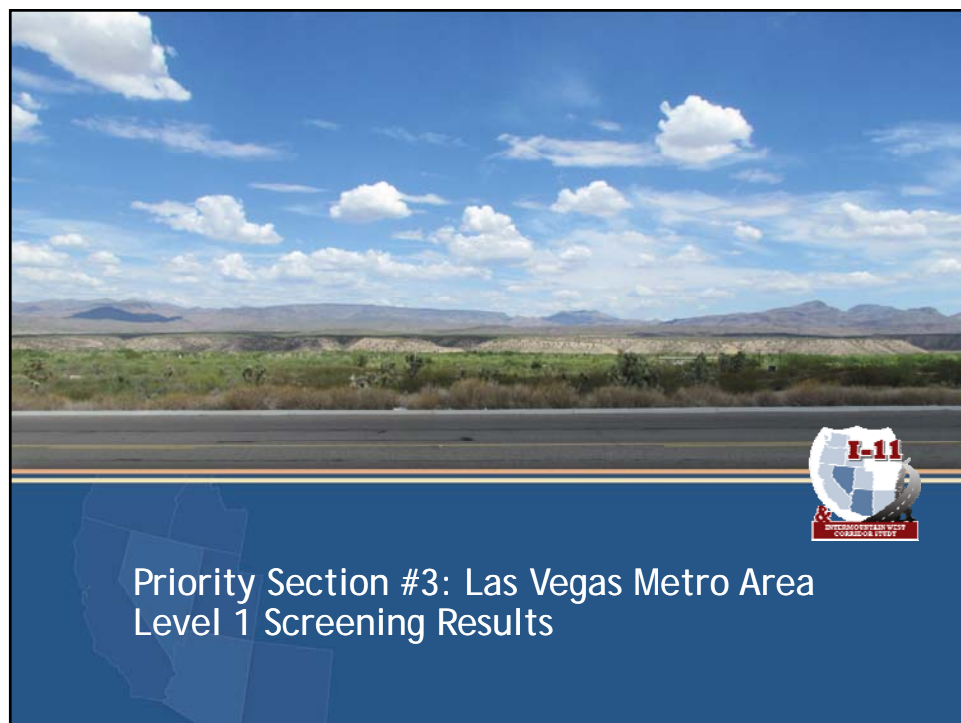 I-11
&
INTERMOUNTAIN WEST
CORRIDOR STUDY
Priority Section #3: Las Vegas Metro Area
Level 1 Screening Results